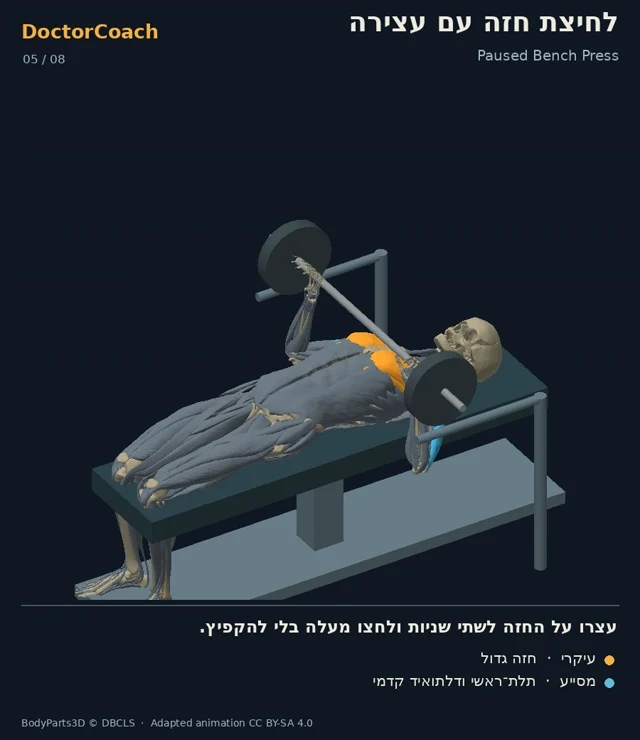 DoctorCoach
לחיצת חזה עם עצירה
05 / 08
Paused Bench Press
עצרו על החזה לשתי שניות ולחצו מעלה בלי להקפיץ.
עיקרי · חזה גדול
מסייע · תלת־ראשי ודלתואיד קדמי
BodyParts3D © DBCLS · Adapted animation CC BY-SA 4.0